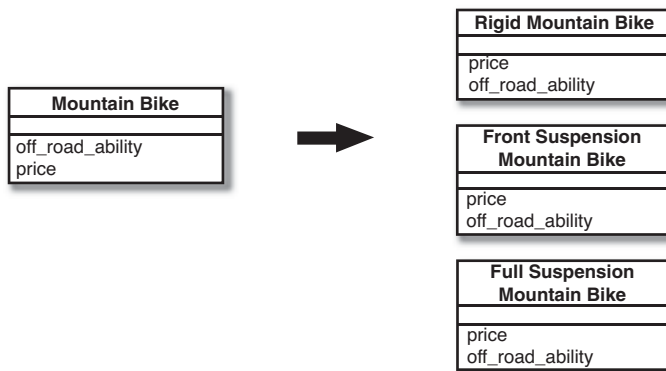 Mountain Bike
off_road_ability
price
Rigid Mountain Bike
price
off_road_ability
Front Suspension
Mountain Bike
price
off_road_ability
Full Suspension
Mountain Bike
price
off_road_ability